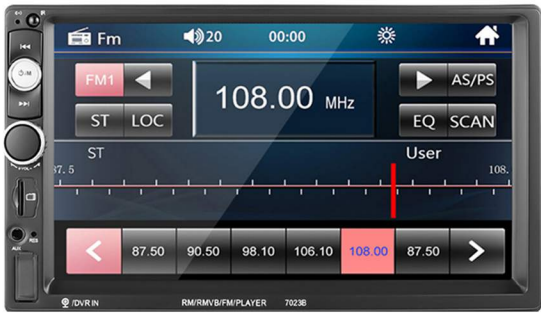 Fm 20 00:00
FM1 AS/PS
108.00 MHz
ST LOC EQ SCAN
ST User
87.5 108.
87.50 90.50 98.10 106.10 108.00 87.50
AUX RES
/DVR IN RM/RMVB/FM/PLAYER 7023B